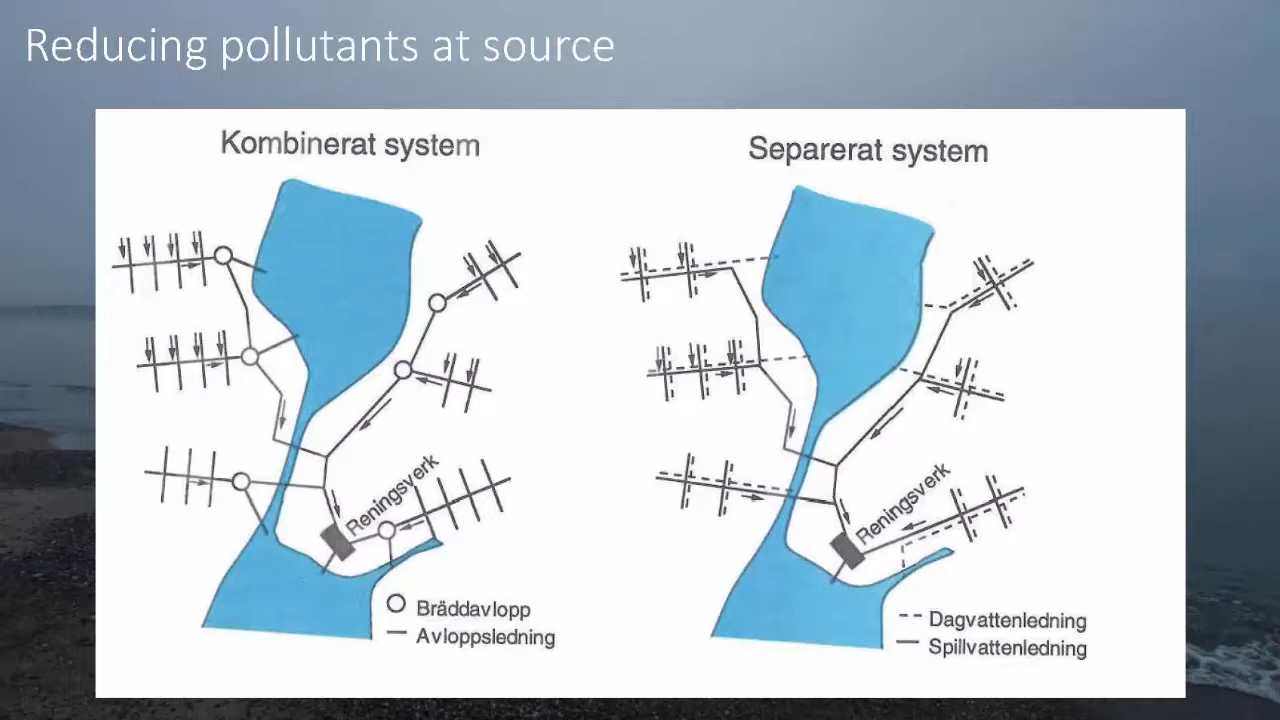 Reducing pollutants at source
Kombinerat system
Reningsverk
Bräddavlopp
Avloppsledning
Separerat system
Reningsverk
Dagvattenledning
Spillvattenledning